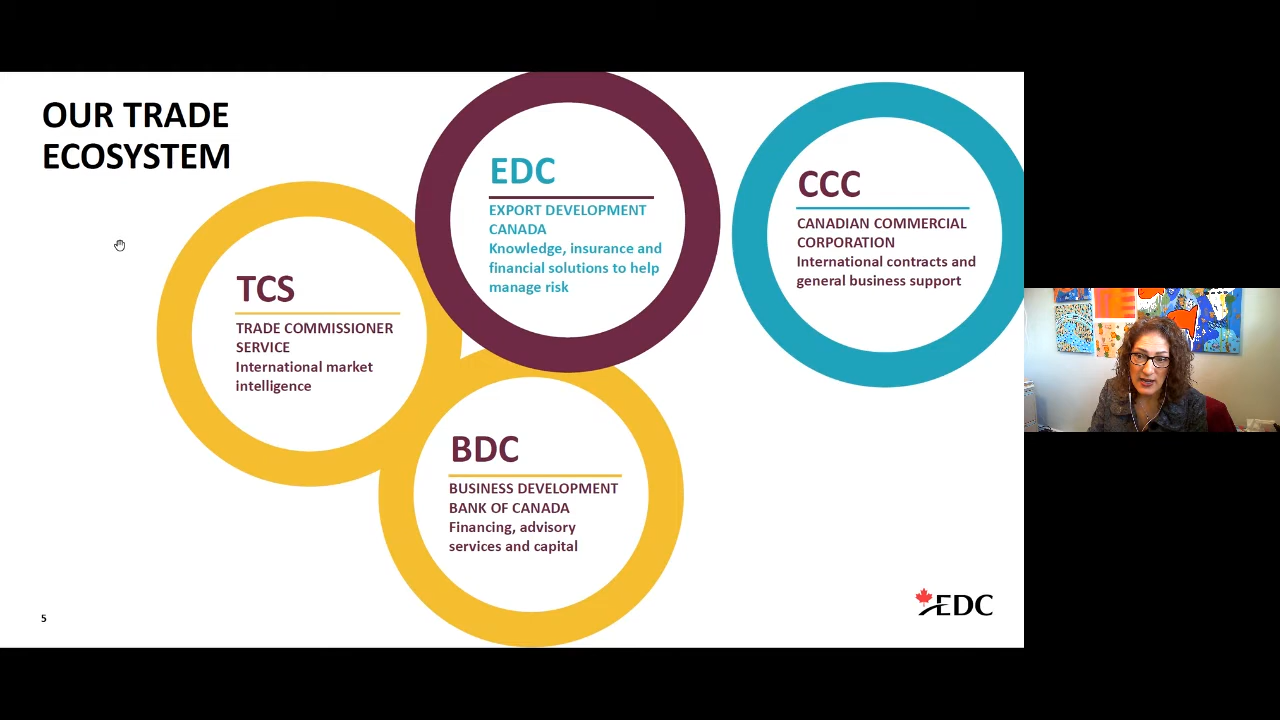 OUR TRADE
ECOSYSTEM
EDC
EXPORT DEVELOPMENT
CANADA
Knowledge, insurance and
financial solutions to help
manage risk
CCC
CANADIAN COMMERCIAL
CORPORATION
International contracts and
general business support
TCS
TRADE COMMISSIONER
SERVICE
International market
intelligence
BDC
BUSINESS DEVELOPMENT
BANK OF CANADA
Financing, advisory
services and capital
5
EDC